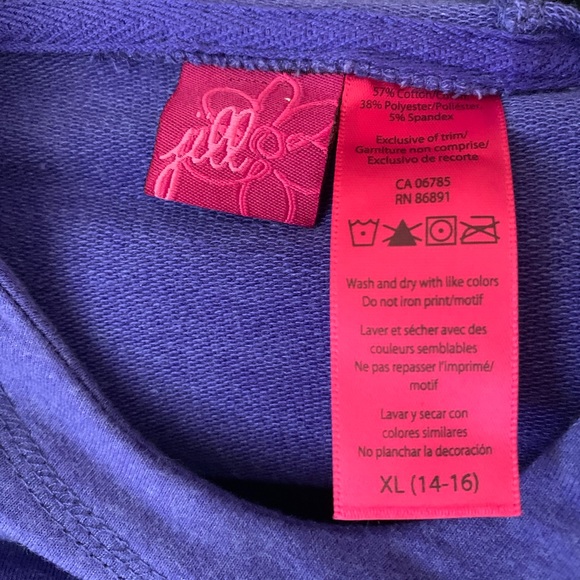 jill
57% Cotton/
38% Polyester/Poliéster
5% Spandex
Exclusive of trim/
Garniture non comprise/
Exclusivo de recorte
CA 06785
RN 86891
Wash and dry with like colors
Do not iron print/motif
Laver et sécher avec des
couleurs semblables
Ne pas repasser l'imprimé/
motif
Lavar y secar con
colores similares
No planchar la decoración
XL (14-16)